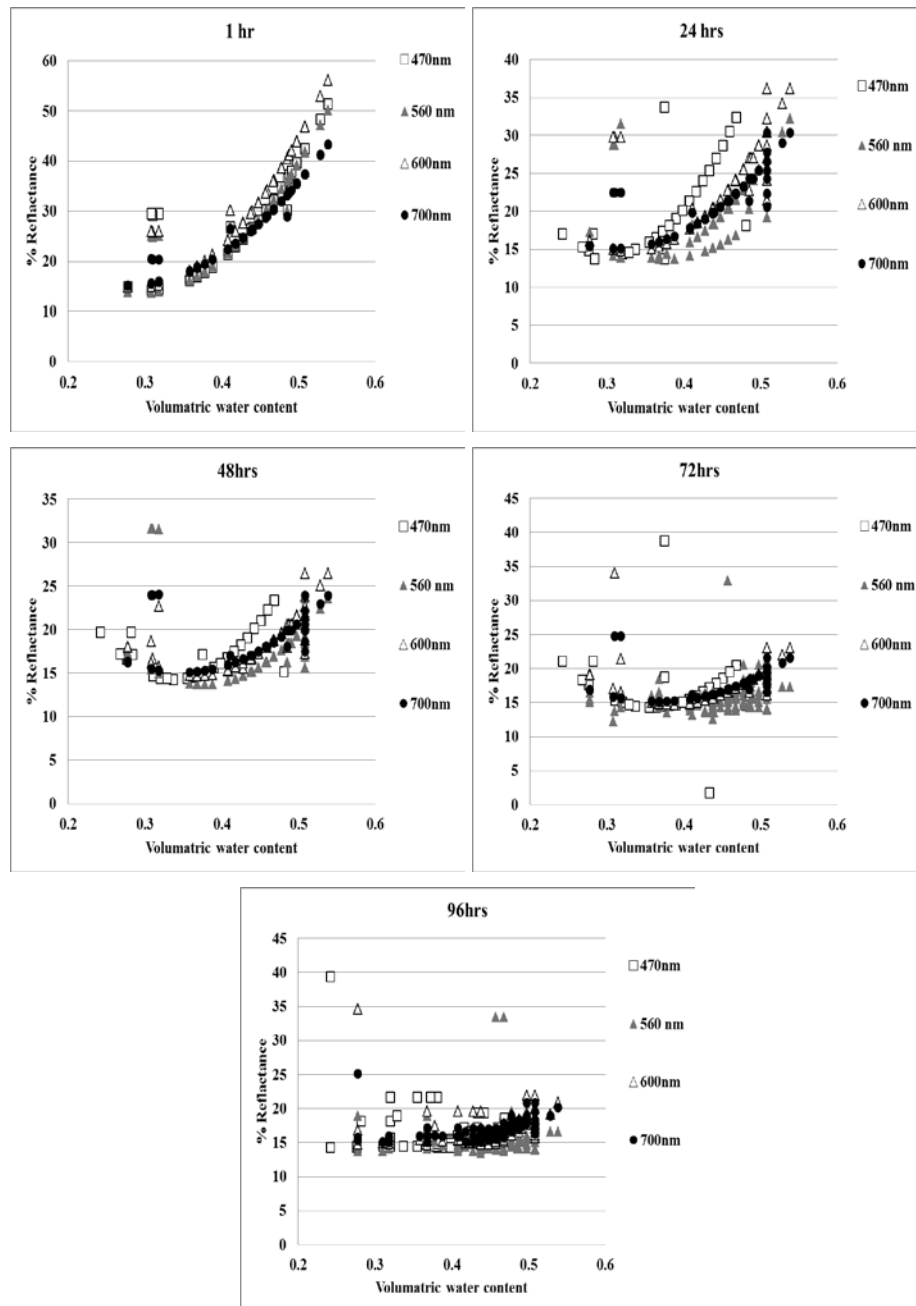 1 hr
60
50
40
30
20
10
0
% Reflactance
0.2 0.3 0.4 0.5 0.6
Volumatric water content
470nm
560 nm
600nm
700nm
24 hrs
40
35
30
25
20
15
10
5
0
% Reflactance
0.2 0.3 0.4 0.5 0.6
Volumatric water content
470nm
560 nm
600nm
700nm
48hrs
35
30
25
20
15
10
5
0
% Reflactance
0.2 0.3 0.4 0.5 0.6
Volumatric water content
470nm
560 nm
600nm
700nm
72hrs
45
40
35
30
25
20
15
10
5
0
% Reflactance
0.2 0.3 0.4 0.5 0.6
Volumatric water content
470nm
560 nm
600nm
700nm
96hrs
45
40
35
30
25
20
15
10
5
0
% Reflactance
0.2 0.3 0.4 0.5 0.6
Volumatric water content
470nm
560 nm
600nm
700nm